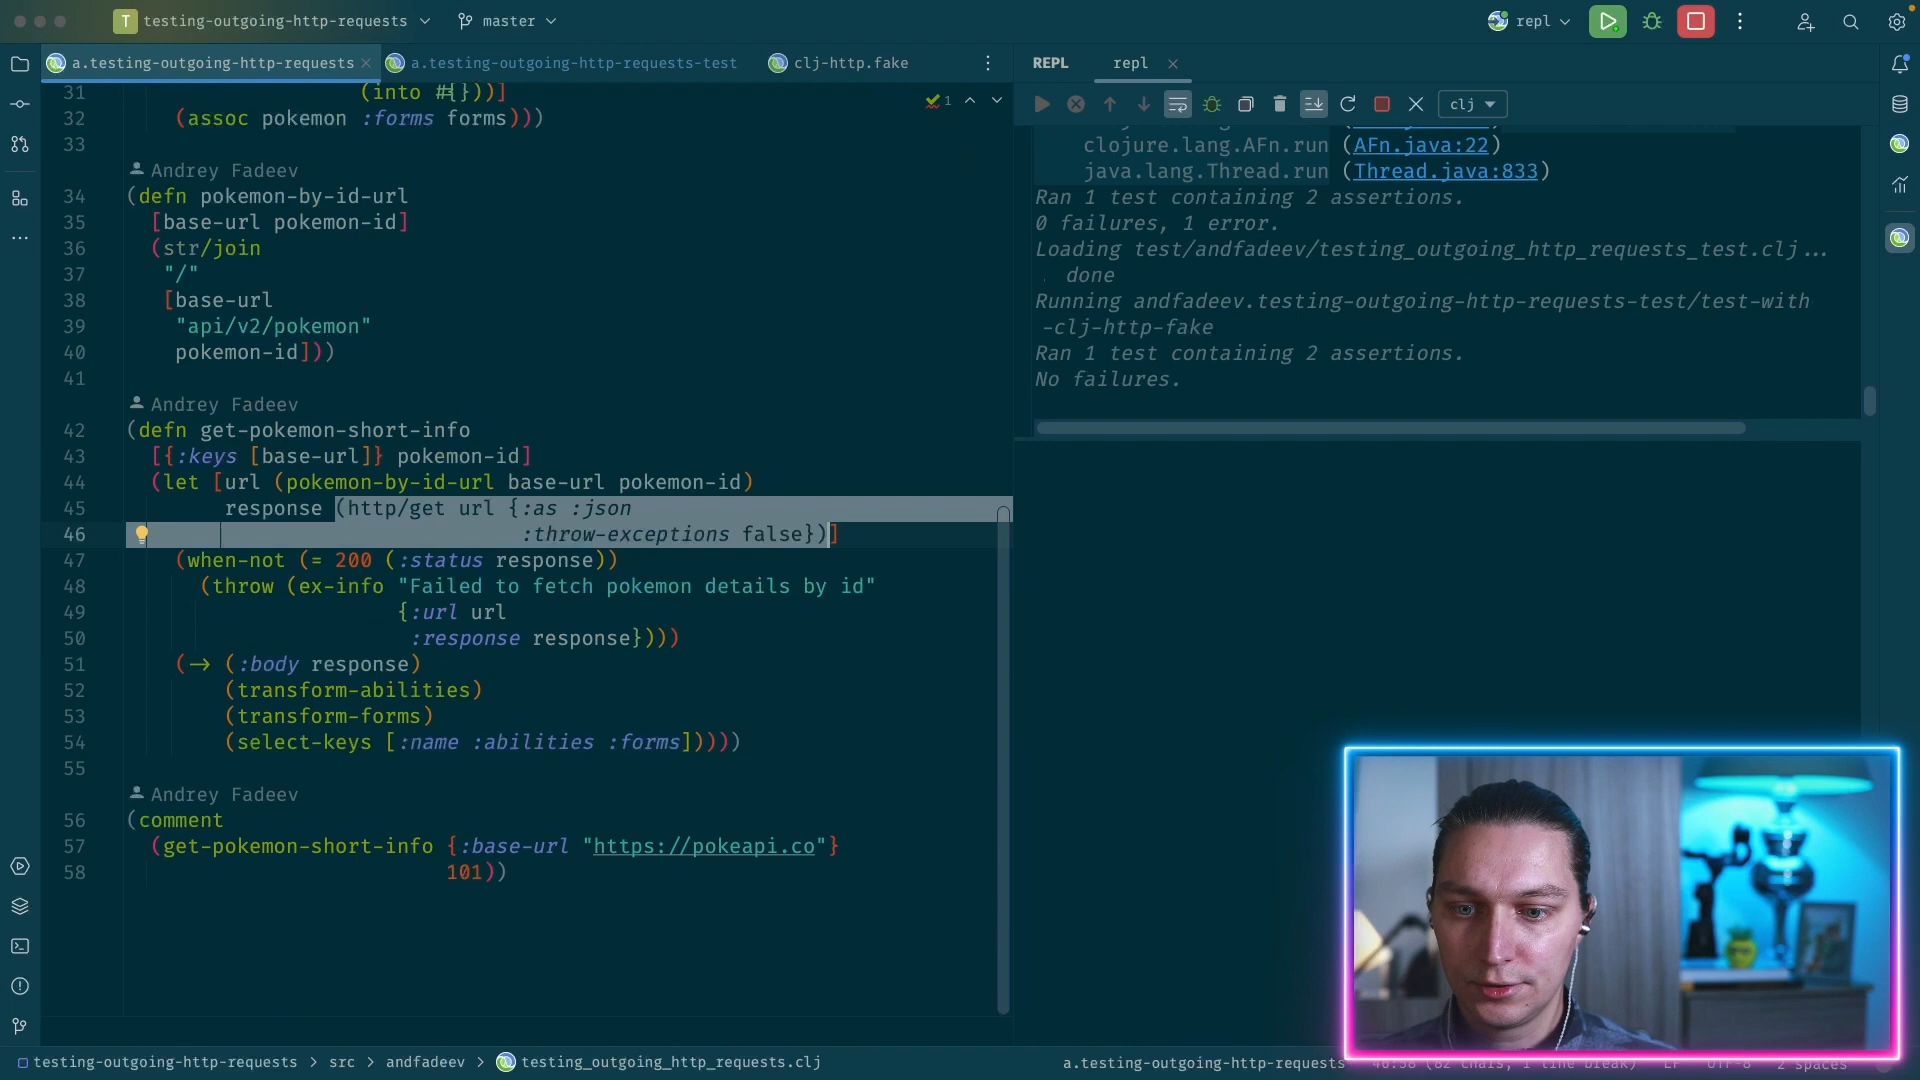 T testing-outgoing-http-requests master repl
a.testing-outgoing-http-requests a.testing-outgoing-http-requests-test clj-http.fake REPL repl
31 (into #{}))]
32 (assoc pokemon :forms forms)))
33
Andrey Fadeev
34 (defn pokemon-by-id-url
35 [base-url pokemon-id]
36 (str/join
37 "/"
38 [base-url
39 "api/v2/pokemon"
40 pokemon-id]))
41
Andrey Fadeev
42 (defn get-pokemon-short-info
43 [{:keys [base-url]} pokemon-id]
44 (let [url (pokemon-by-id-url base-url pokemon-id)
45 response (http/get url {:as :json
46 :throw-exceptions false})]
47 (when-not (= 200 (:status response))
48 (throw (ex-info "Failed to fetch pokemon details by id"
49 {:url url
50 :response response})))
51 (-> (:body response)
52 (transform-abilities)
53 (transform-forms)
54 (select-keys [:name :abilities :forms]))))
55
Andrey Fadeev
56 (comment
57 (get-pokemon-short-info {:base-url "https://pokeapi.co"}
58 101))
1
clj
clojure.lang.AFn.run (AFn.java:22)
java.lang.Thread.run (Thread.java:833)
Ran 1 test containing 2 assertions.
0 failures, 1 error.
Loading test/andfadeev/testing_outgoing_http_requests_test.clj...
done
Running andfadeev.testing-outgoing-http-requests-test/test-with
-clj-http-fake
Ran 1 test containing 2 assertions.
No failures.
testing-outgoing-http-requests > src > andfadeev > testing_outgoing_http_requests.clj a.testing-outgoing-http-requests